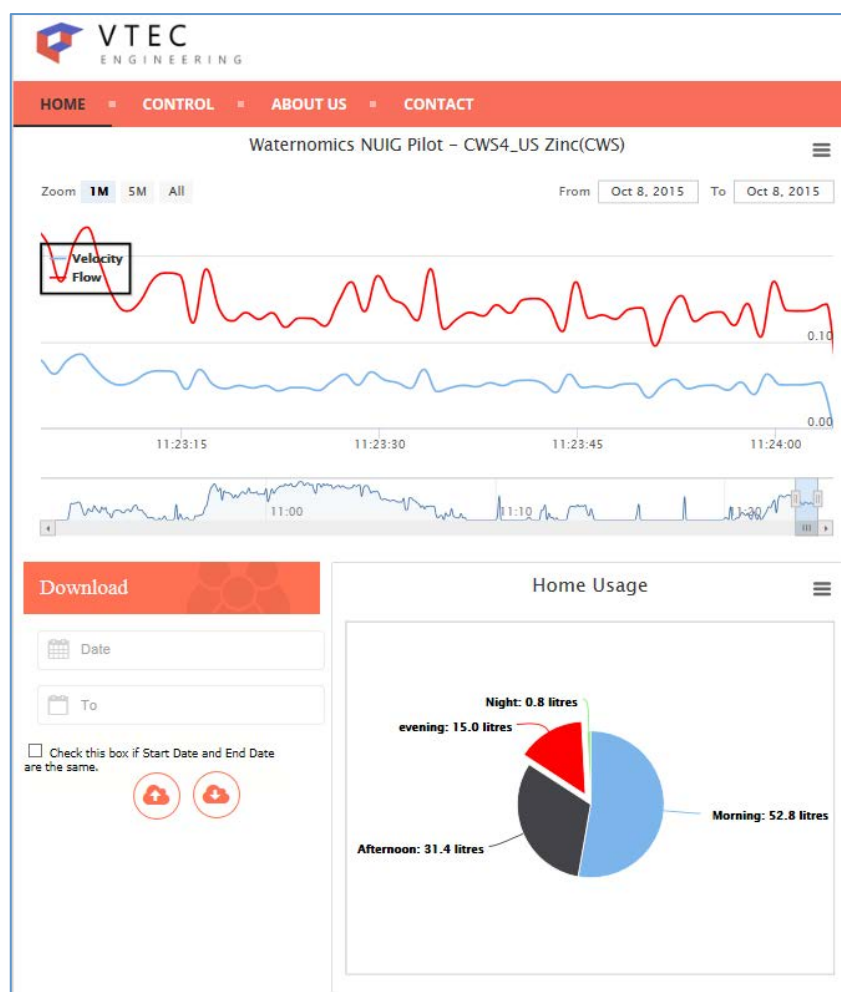 VTEC
ENGINEERING
HOME CONTROL ABOUT US CONTACT
Waternomics NUIG Pilot – CWS4_US Zinc(CWS)
Zoom 1M 5M All From Oct 8, 2015 To Oct 8, 2015
Velocity
Flow
0.10
0.00
11:23:15 11:23:30 11:23:45 11:24:00
11:00 11:10 11:20
Download
Date
To
Check this box if Start Date and End Date
are the same.
Home Usage
Night: 0.8 litres
evening: 15.0 litres
Morning: 52.8 litres
Afternoon: 31.4 litres